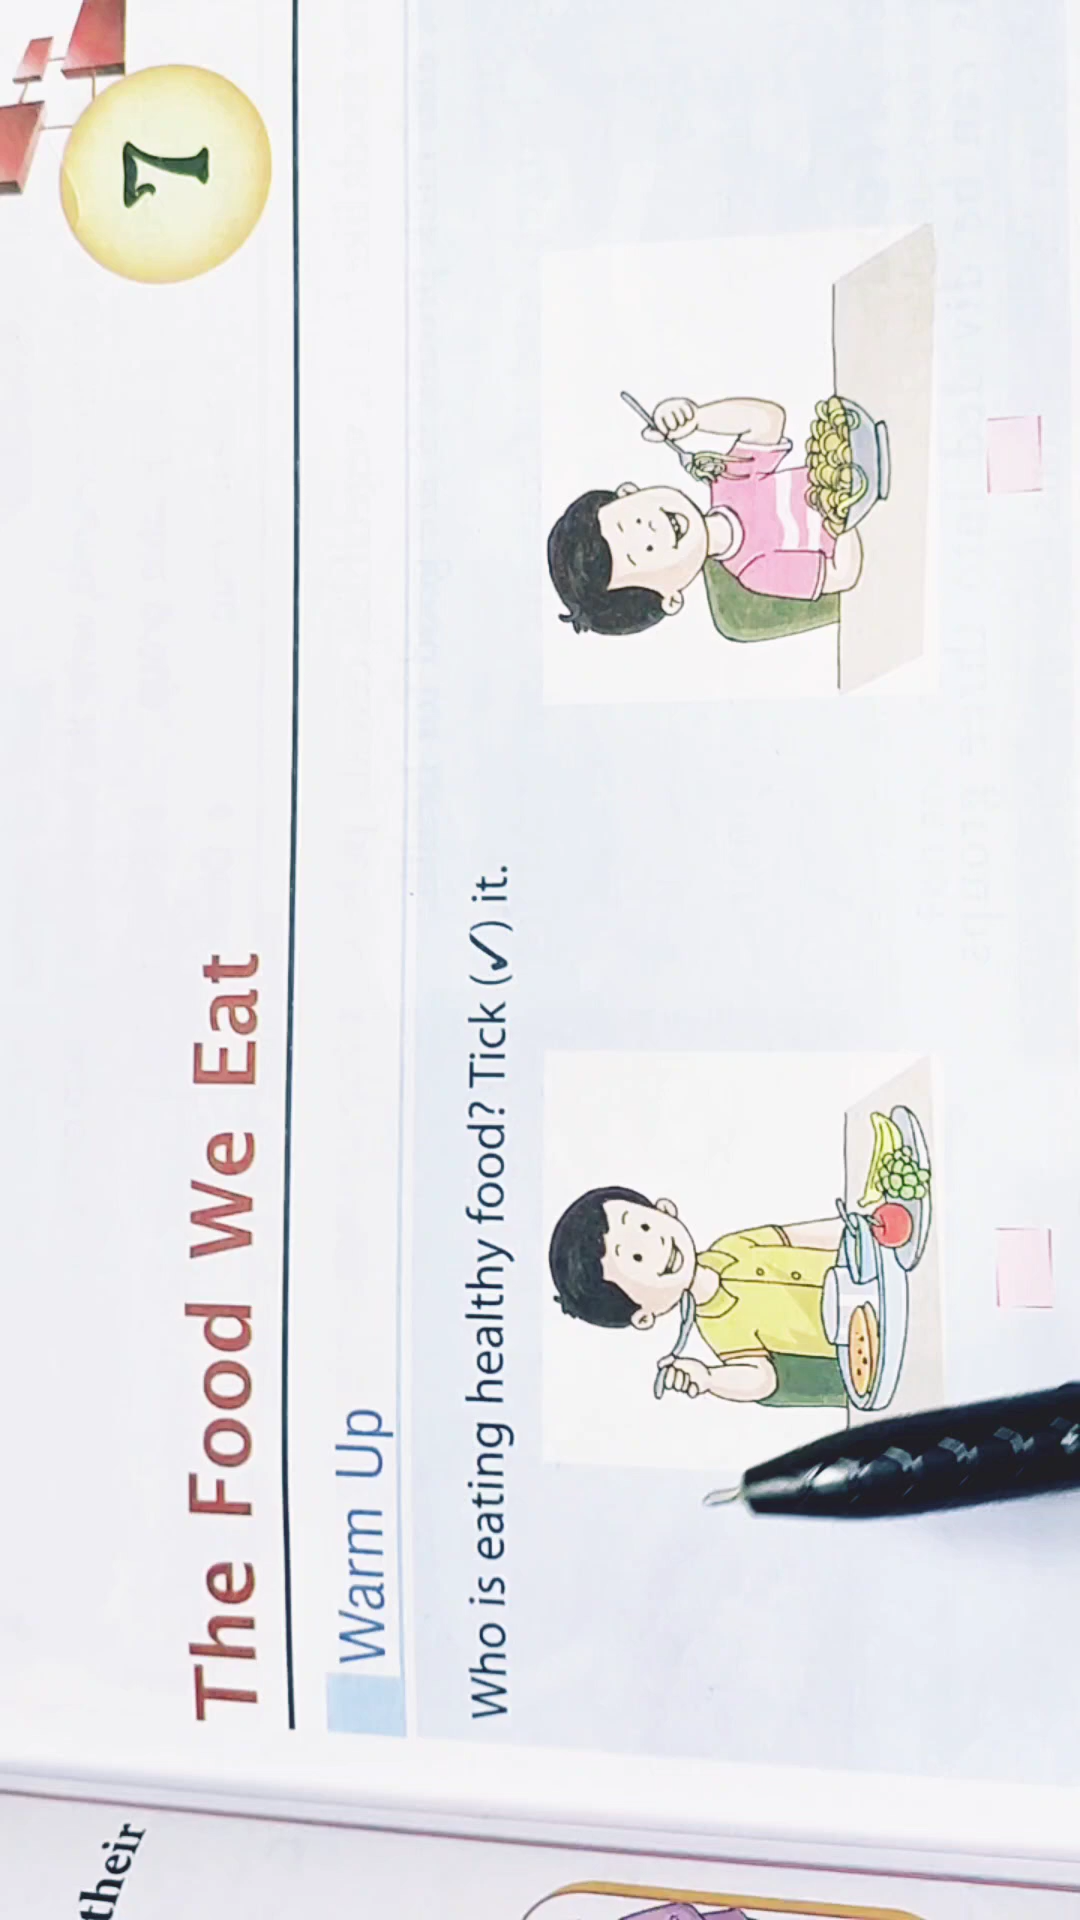 7
The Food We Eat
Warm Up
Who is eating healthy food? Tick (✓) it.
their